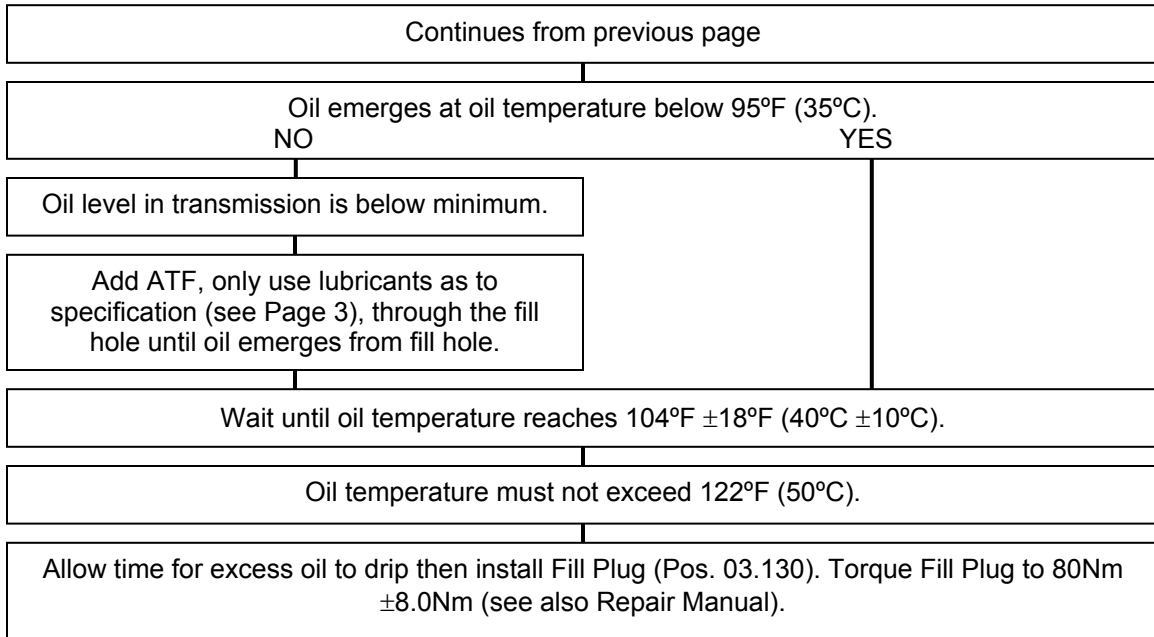 Continues from previous page
Oil emerges at oil temperature below 95ºF (35ºC).
NO YES
Oil level in transmission is below minimum.
Add ATF, only use lubricants as to
specification (see Page 3), through the fill
hole until oil emerges from fill hole.
Wait until oil temperature reaches 104ºF ±18ºF (40ºC ±10ºC).
Oil temperature must not exceed 122ºF (50ºC).
Allow time for excess oil to drip then install Fill Plug (Pos. 03.130). Torque Fill Plug to 80Nm
±8.0Nm (see also Repair Manual).